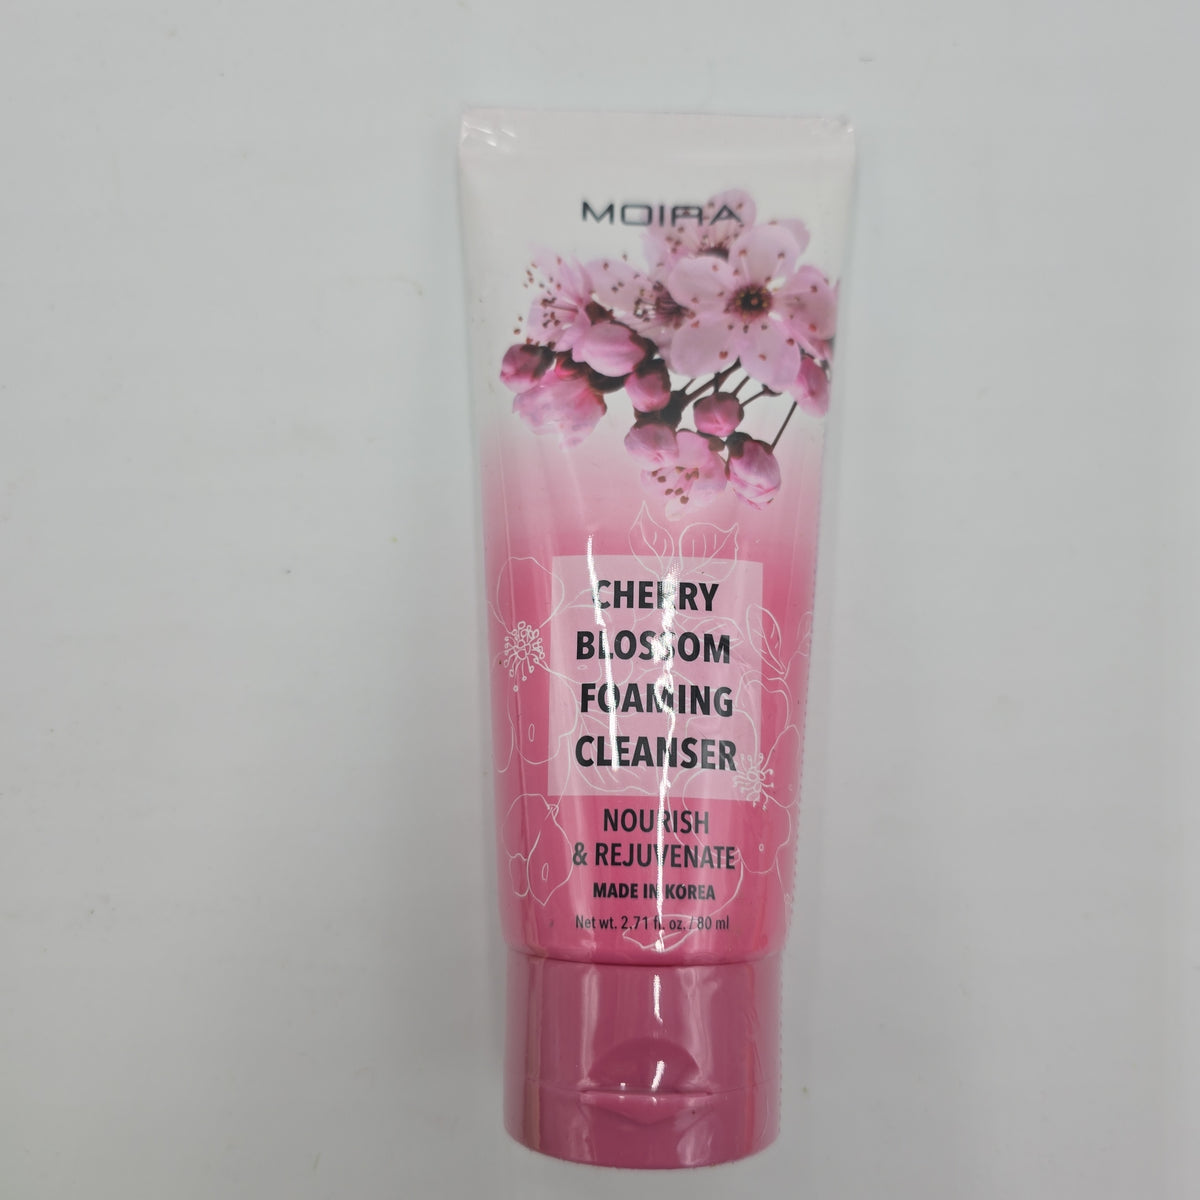 MOIRA
CHERRY
BLOSSOM
FOAMING
CLEANSER
NOURISH
& REJUVENATE
MADE IN KOREA
Net wt. 2.71 fl. oz. / 80 ml